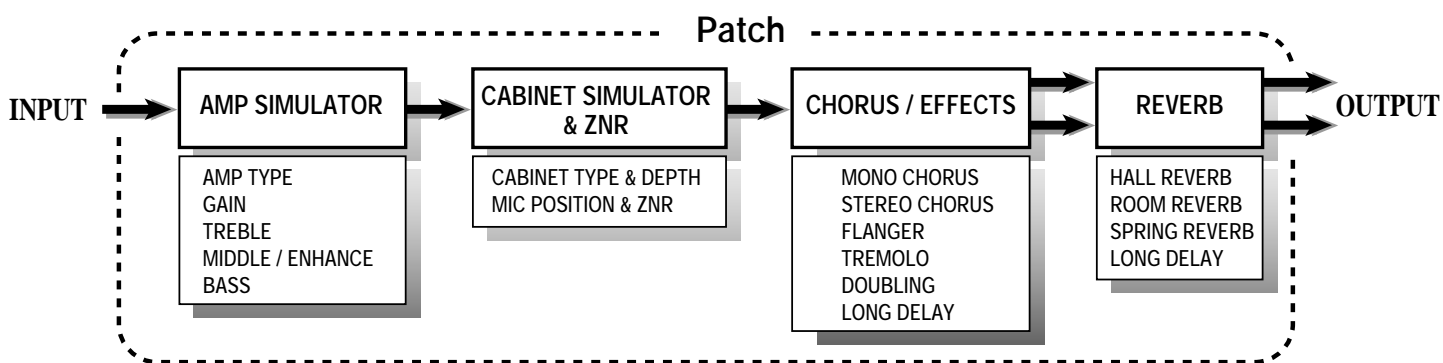 Patch
INPUT
AMP SIMULATOR
AMP TYPE
GAIN
TREBLE
MIDDLE / ENHANCE
BASS
CABINET SIMULATOR
& ZNR
CABINET TYPE & DEPTH
MIC POSITION & ZNR
CHORUS / EFFECTS
MONO CHORUS
STEREO CHORUS
FLANGER
TREMOLO
DOUBLING
LONG DELAY
REVERB
HALL REVERB
ROOM REVERB
SPRING REVERB
LONG DELAY
OUTPUT